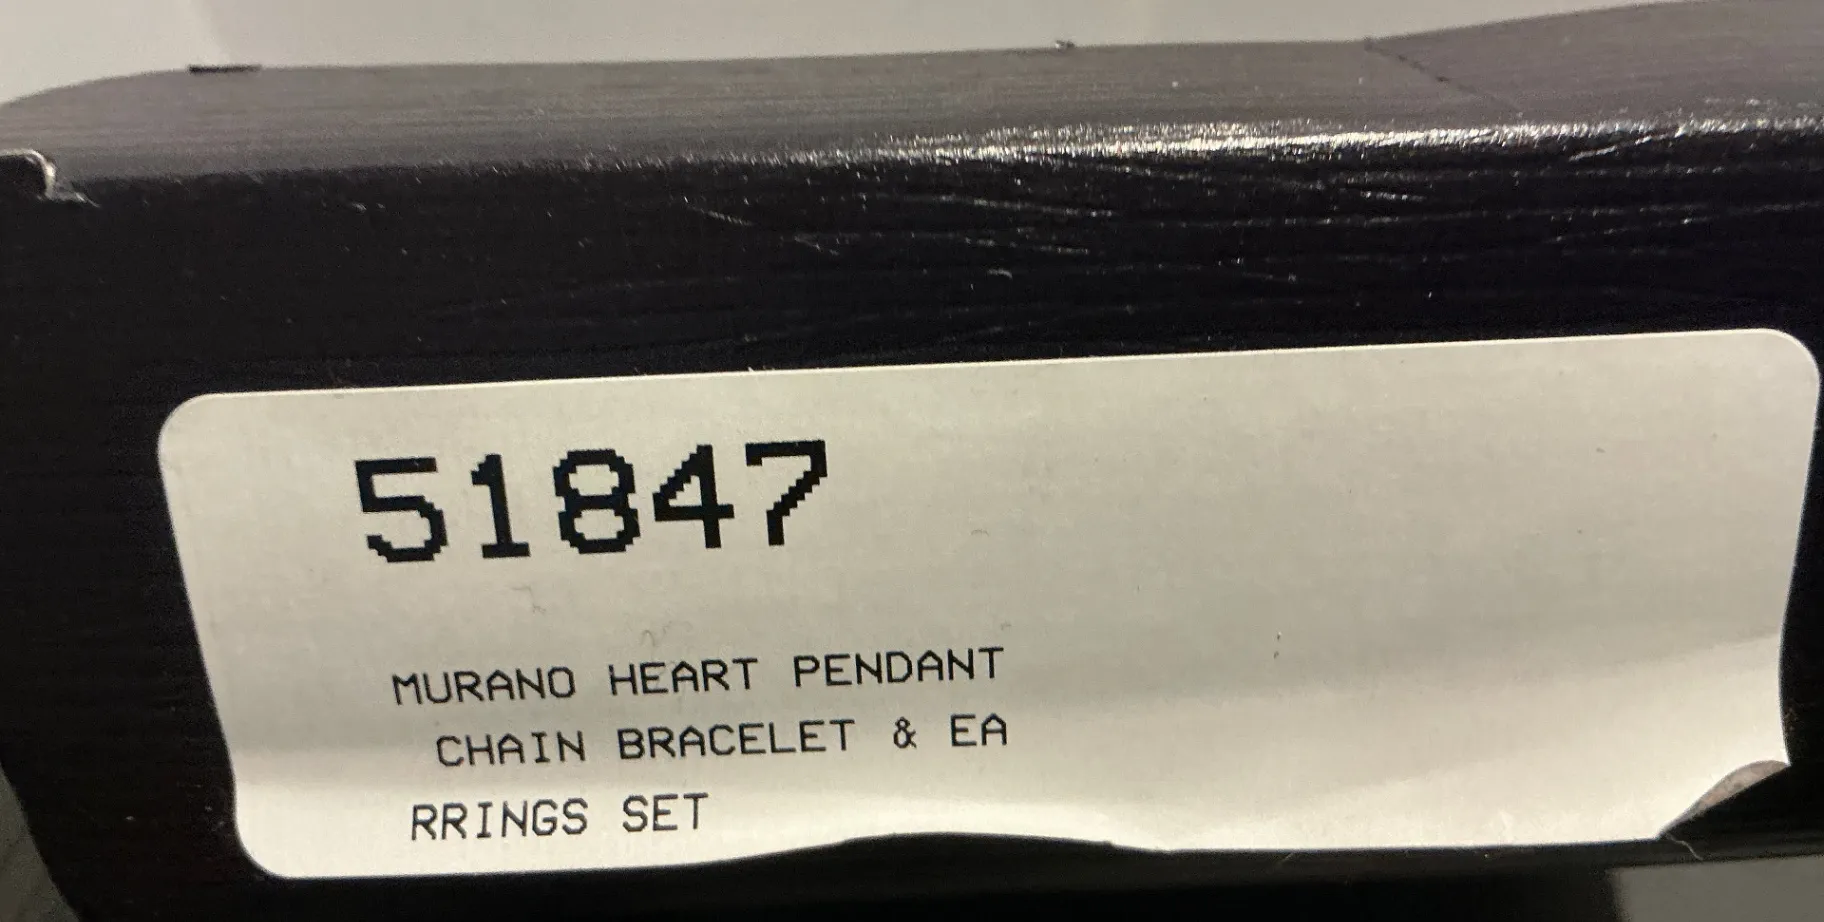 51847
MURANO HEART PENDANT
CHAIN BRACELET & EA
RRINGS SET